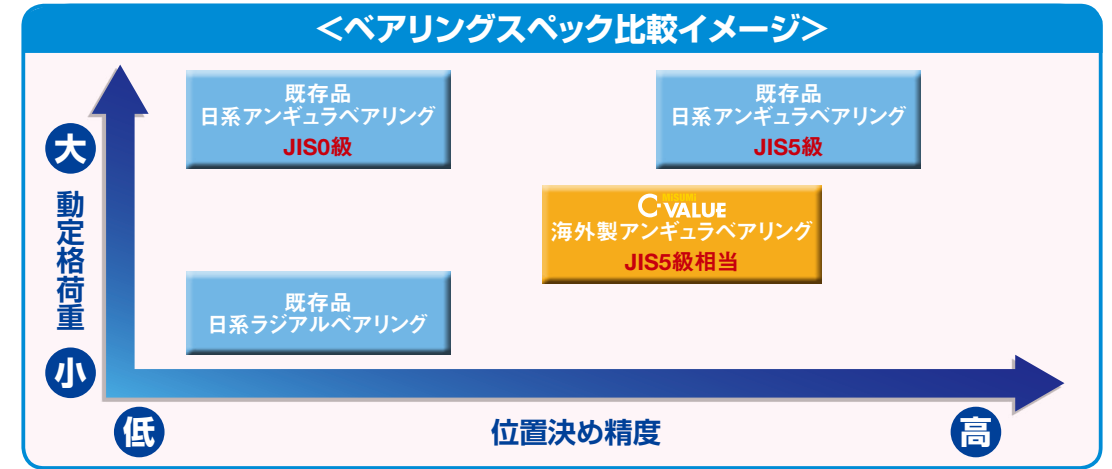 <ベアリングスペック比較イメージ>
既存品
日系アンギュラベアリング
JIS0級
既存品
日系アンギュラベアリング
JIS5級
大
動定格荷重
小
MiSUMi
C・VALUE
海外製アンギュラベアリング
JIS5級相当
既存品
日系ラジアルベアリング
低
位置決め精度
高